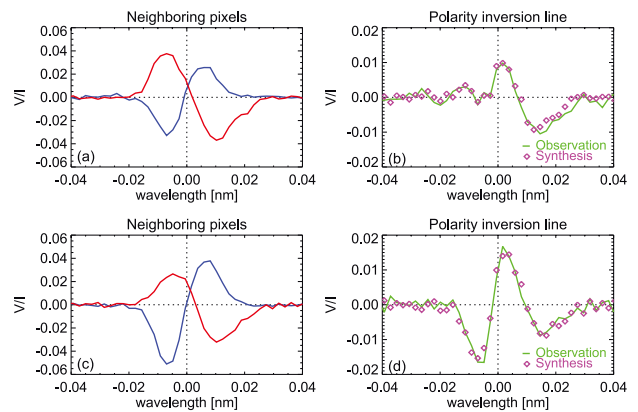 Neighboring pixels
Polarity inversion line
V/I
0.06
0.04
0.02
0.00
-0.02
-0.04
-0.06
(a)
-0.04 -0.02 0.00 0.02 0.04
wavelength [nm]
0.02
0.01
0.00
-0.01
-0.02
(b)
Observation
Synthesis
-0.04 -0.02 0.00 0.02 0.04
wavelength [nm]
Neighboring pixels
Polarity inversion line
V/I
0.06
0.04
0.02
0.00
-0.02
-0.04
-0.06
(c)
-0.04 -0.02 0.00 0.02 0.04
wavelength [nm]
V/I
0.02
0.01
0.00
-0.01
-0.02
(d)
Observation
Synthesis
-0.04 -0.02 0.00 0.02 0.04
wavelength [nm]